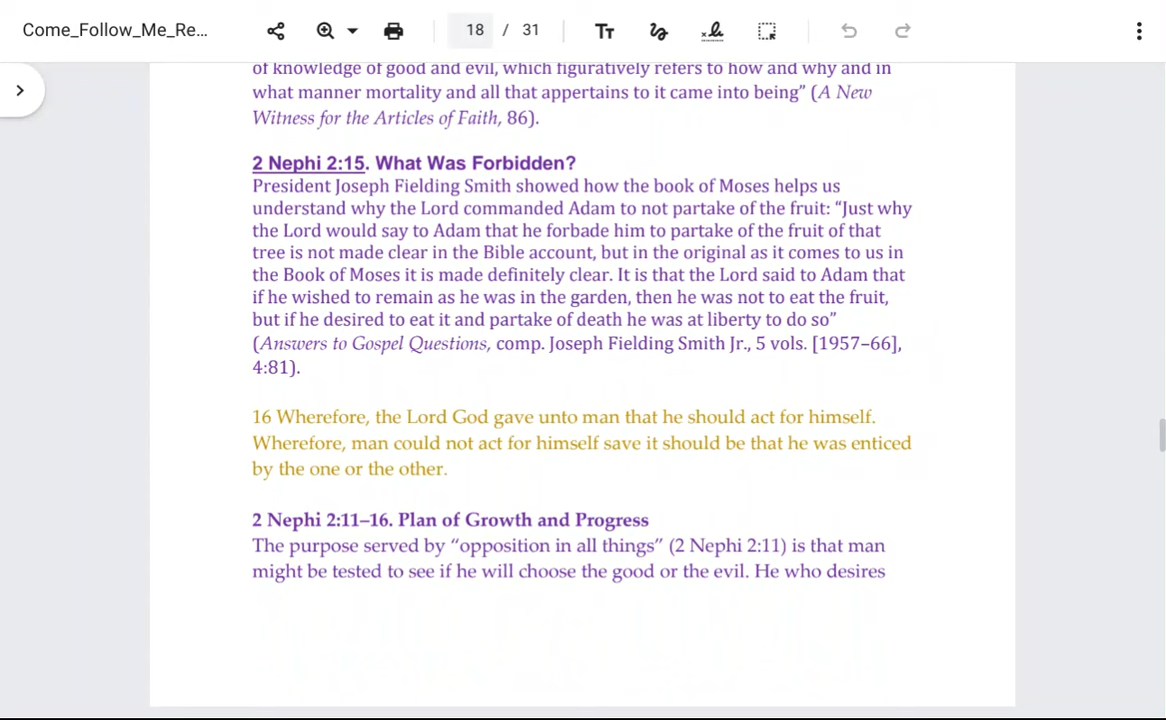 Come_Follow_Me_Re...
18 / 31
of knowledge of good and evil, which figuratively refers to how and why and in
what manner mortality and all that appertains to it came into being” (A New
Witness for the Articles of Faith, 86).
2 Nephi 2:15. What Was Forbidden?
President Joseph Fielding Smith showed how the book of Moses helps us
understand why the Lord commanded Adam to not partake of the fruit: “Just why
the Lord would say to Adam that he forbade him to partake of the fruit of that
tree is not made clear in the Bible account, but in the original as it comes to us in
the Book of Moses it is made definitely clear. It is that the Lord said to Adam that
if he wished to remain as he was in the garden, then he was not to eat the fruit,
but if he desired to eat it and partake of death he was at liberty to do so”
(Answers to Gospel Questions, comp. Joseph Fielding Smith Jr., 5 vols. [1957–66],
4:81).
16 Wherefore, the Lord God gave unto man that he should act for himself.
Wherefore, man could not act for himself save it should be that he was enticed
by the one or the other.
2 Nephi 2:11–16. Plan of Growth and Progress
The purpose served by “opposition in all things” (2 Nephi 2:11) is that man
might be tested to see if he will choose the good or the evil. He who desires